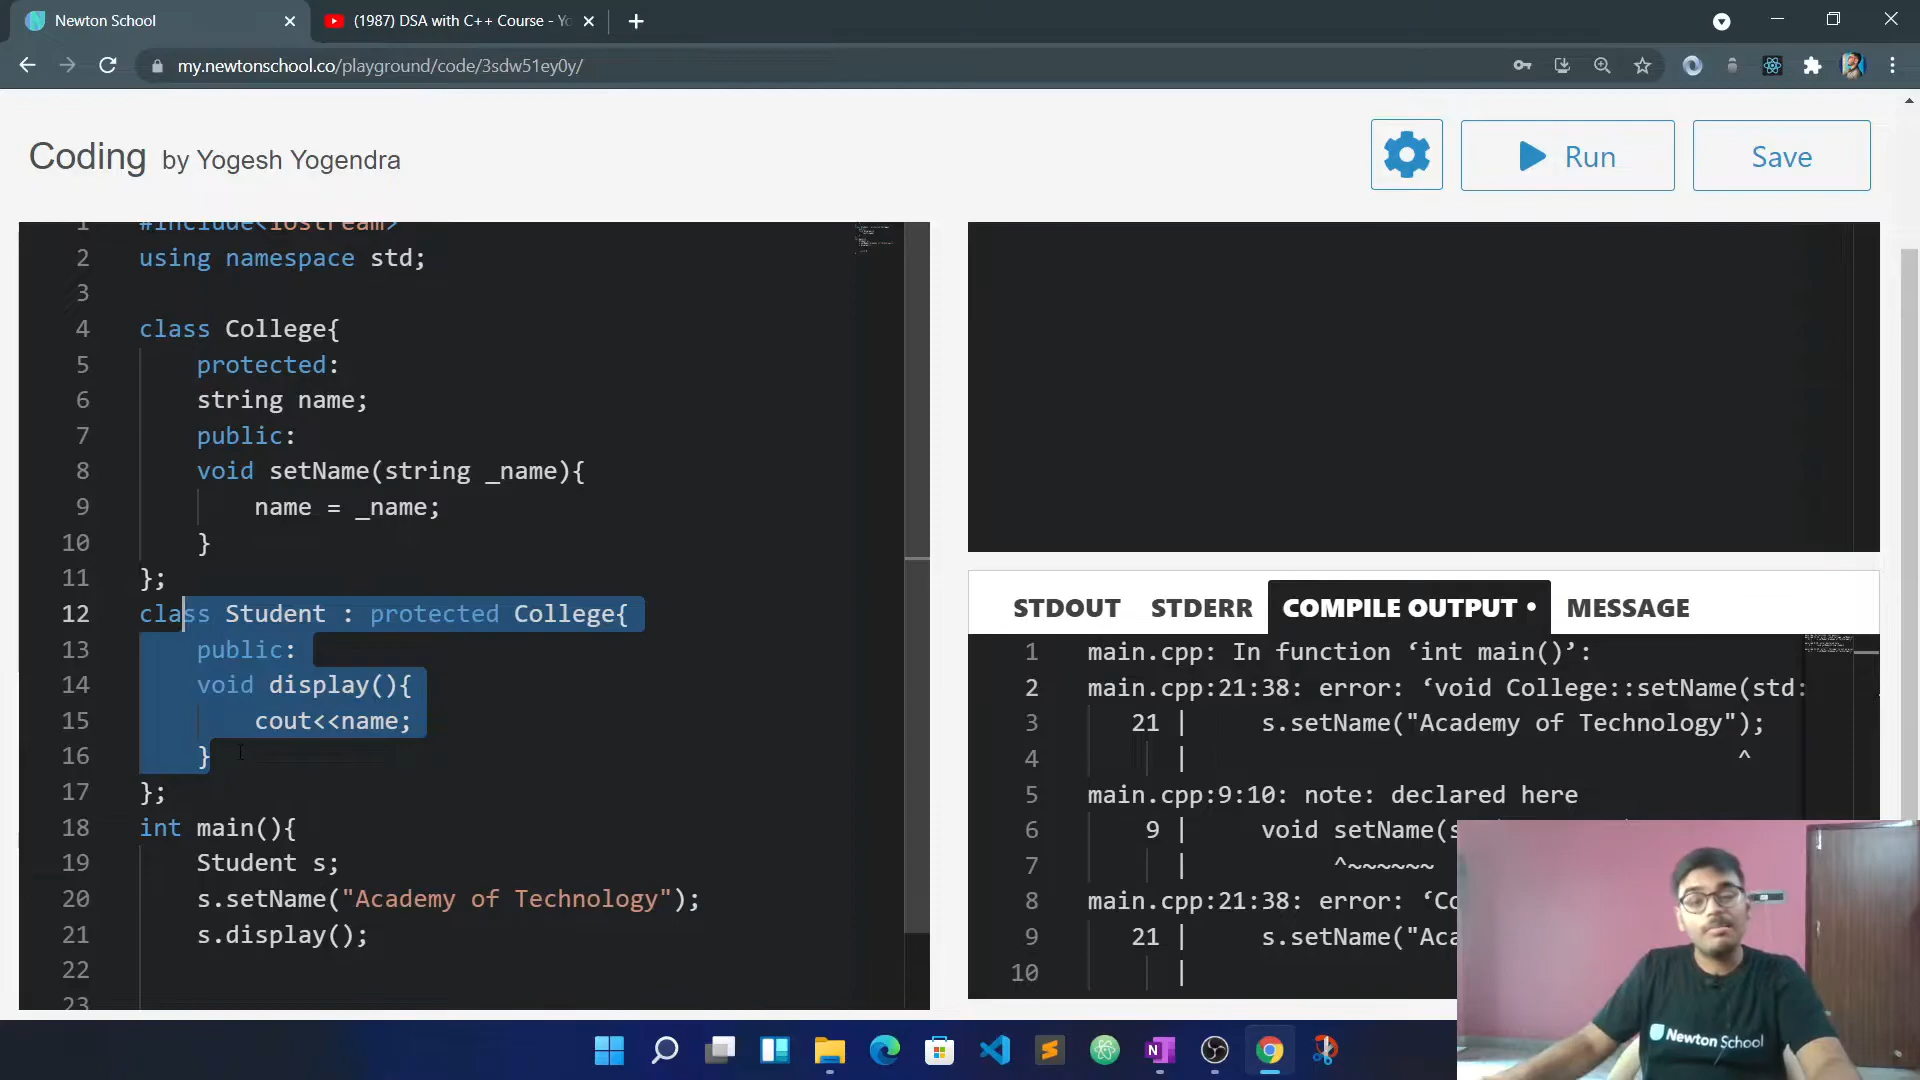 Newton School
(1987) DSA with C++ Course - Yo
my.newtonschool.co/playground/code/3sdw51ey0y/
Coding by Yogesh Yogendra
Run
Save
1 #include<iostream>
2 using namespace std;
3
4 class College{
5 protected:
6 string name;
7 public:
8 void setName(string _name){
9 name = _name;
10 }
11 };
12 class Student : protected College{
13 public:
14 void display(){
15 cout<<name;
16 }
17 };
18 int main(){
19 Student s;
20 s.setName("Academy of Technology");
21 s.display();
22
23
STDOUT STDERR COMPILE OUTPUT • MESSAGE
1 main.cpp: In function ‘int main()’:
2 main.cpp:21:38: error: ‘void College::setName(std:
3 21 | s.setName("Academy of Technology");
4 | ^
5 main.cpp:9:10: note: declared here
6 9 | void setName(s
7 | ^~~~~~~
8 main.cpp:21:38: error: ‘Co
9 21 | s.setName("Aca
10 |
Newton School